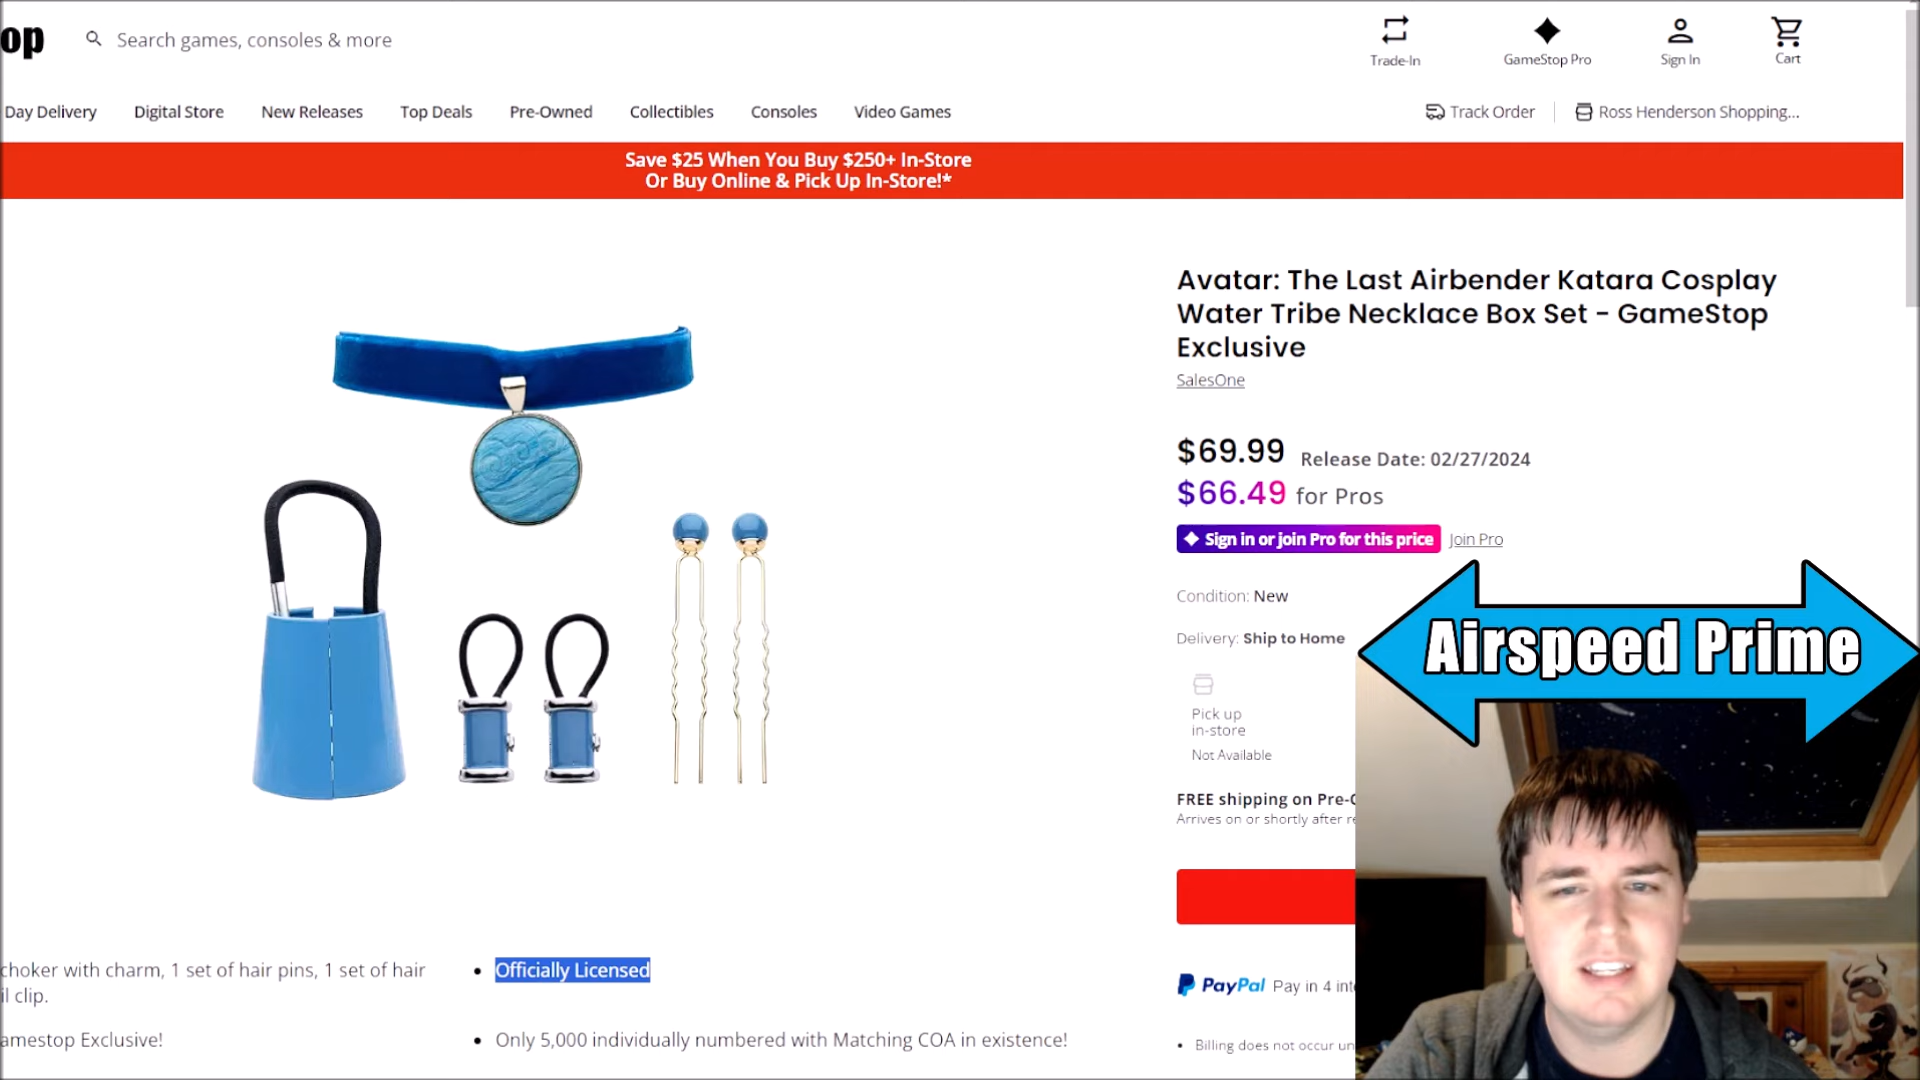 op
Search games, consoles & more
Trade-In
GameStop Pro
Sign In
Cart
Day Delivery
Digital Store
New Releases
Top Deals
Pre-Owned
Collectibles
Consoles
Video Games
Track Order
Ross Henderson Shopping...
Save $25 When You Buy $250+ In-Store
Or Buy Online & Pick Up In-Store!*
Avatar: The Last Airbender Katara Cosplay
Water Tribe Necklace Box Set - GameStop
Exclusive
SalesOne
$69.99 Release Date: 02/27/2024
$66.49 for Pros
Sign in or join Pro for this price Join Pro
Condition: New
Delivery: Ship to Home
Airspeed Prime
Pick up
in-store
Not Available
FREE shipping on Pre-
Arrives on or shortly after
choker with charm, 1 set of hair pins, 1 set of hair
il clip.
Officially Licensed
PayPal Pay in 4
amestop Exclusive!
Only 5,000 individually numbered with Matching COA in existence!
Billing does not occur